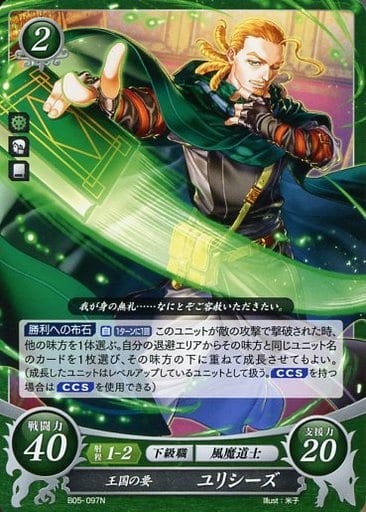 2
我が身の無礼……なにとぞご容赦いただきたい。
勝利への布石 自 1ターンに1回 このユニットが敵の攻撃で撃破された時、
他の味方を1体選ぶ。自分の退避エリアからその味方と同じユニット名
のカードを1枚選び、その味方の下に重ねて成長させてもよい。
(成長したユニットはレベルアップしているユニットとして扱う。CCSを持つ
場合はCCSを使用できる)
戦闘力
40
射程 1-2 下級職 風魔道士
支援力
20
王国の要 ユリシーズ
B05-097N
Illust:米子